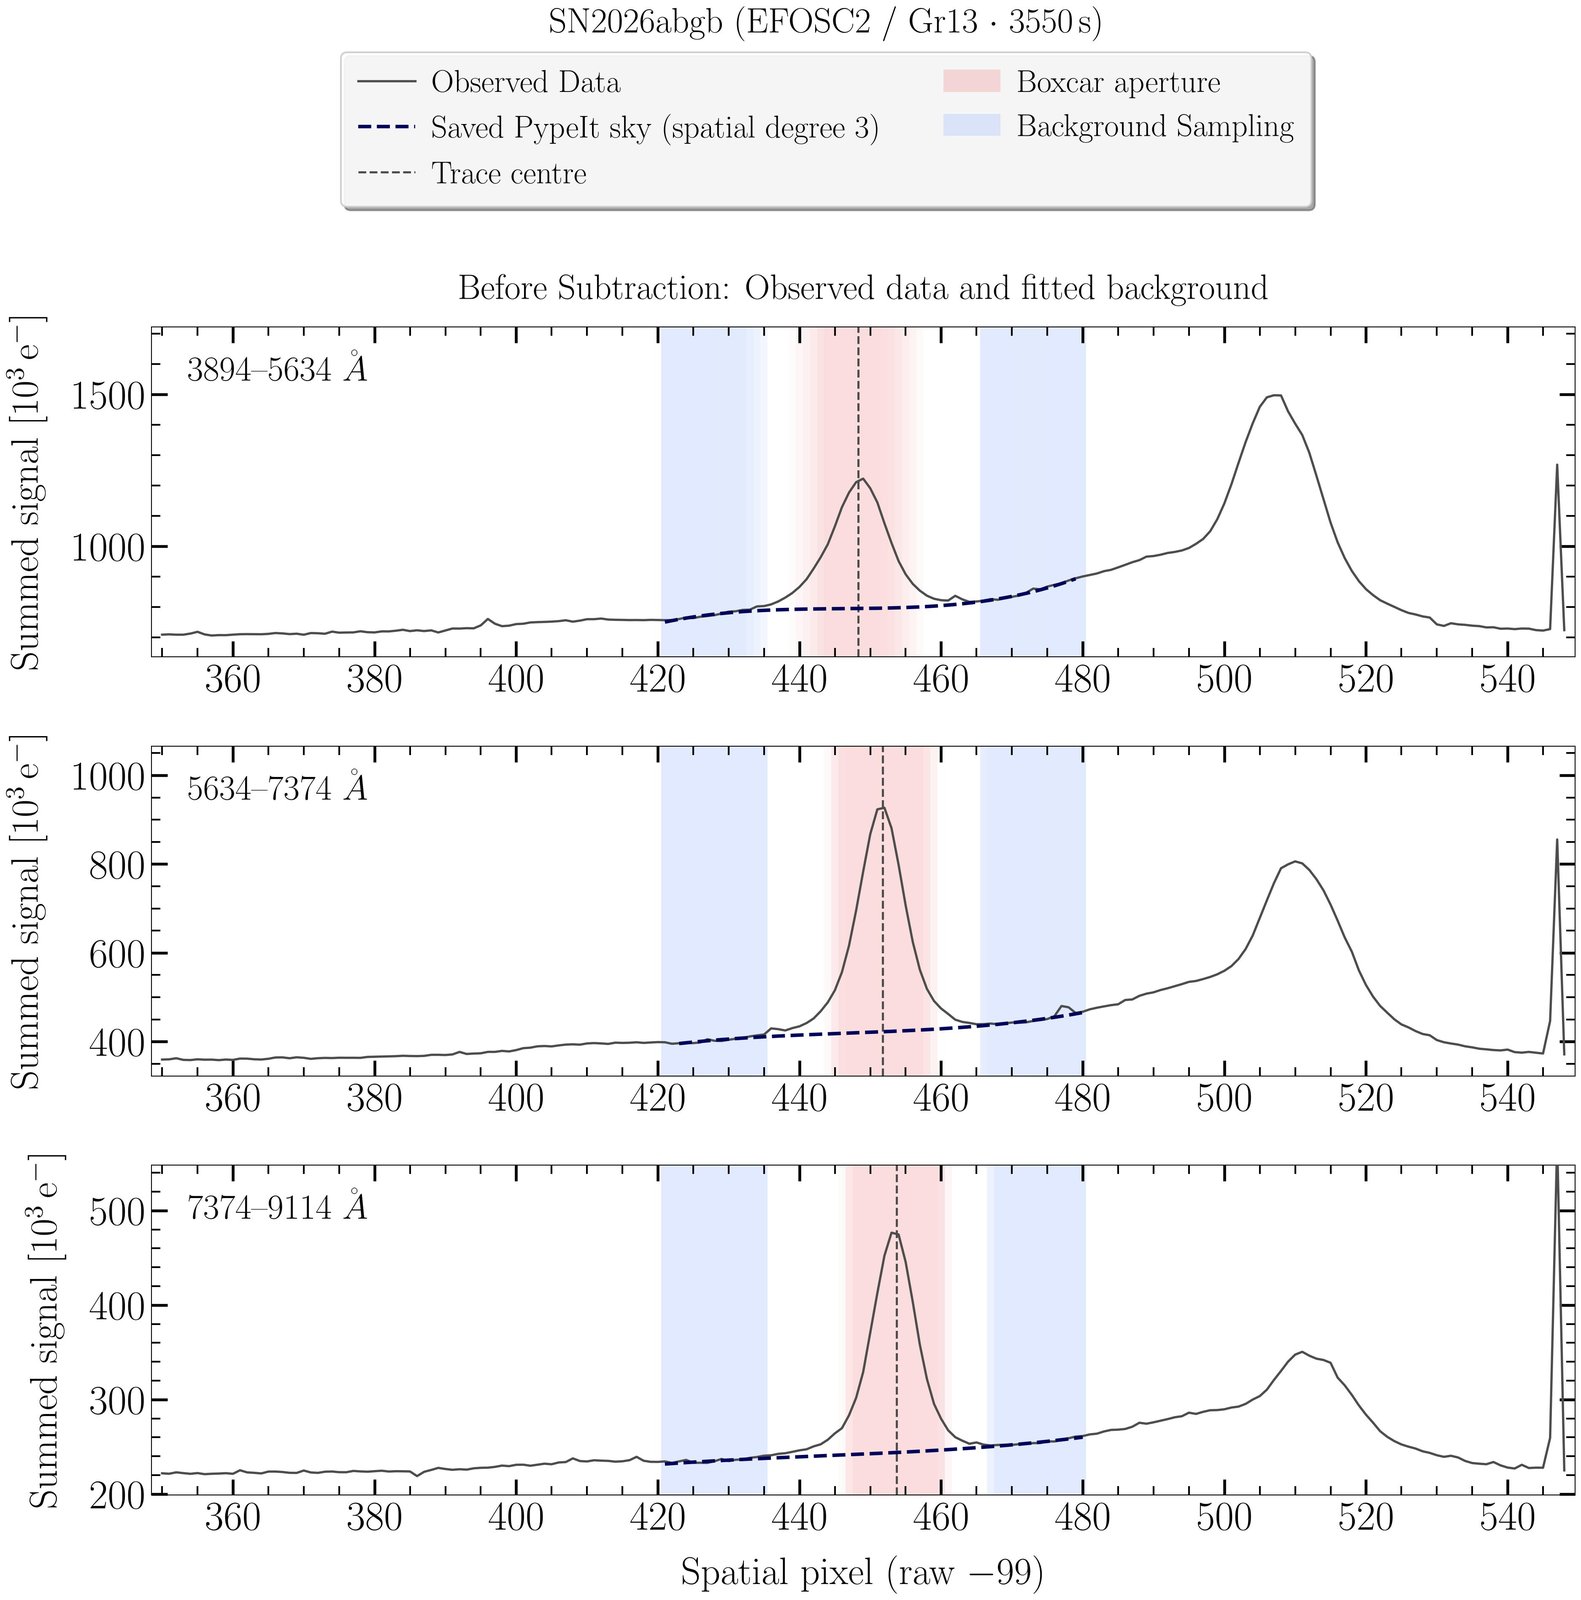 SN2026abgb (EFOSC2 / Gr13 · 3550 s)
Observed Data
Saved PypeIt sky (spatial degree 3)
Trace centre
Boxcar aperture
Background Sampling
Before Subtraction: Observed data and fitted background
Summed signal [10³ e⁻]
3894–5634 Å
1500
1000
360 380 400 420 440 460 480 500 520 540
Summed signal [10³ e⁻]
5634–7374 Å
1000
800
600
400
360 380 400 420 440 460 480 500 520 540
Summed signal [10³ e⁻]
7374–9114 Å
500
400
300
200
360 380 400 420 440 460 480 500 520 540
Spatial pixel (raw −99)